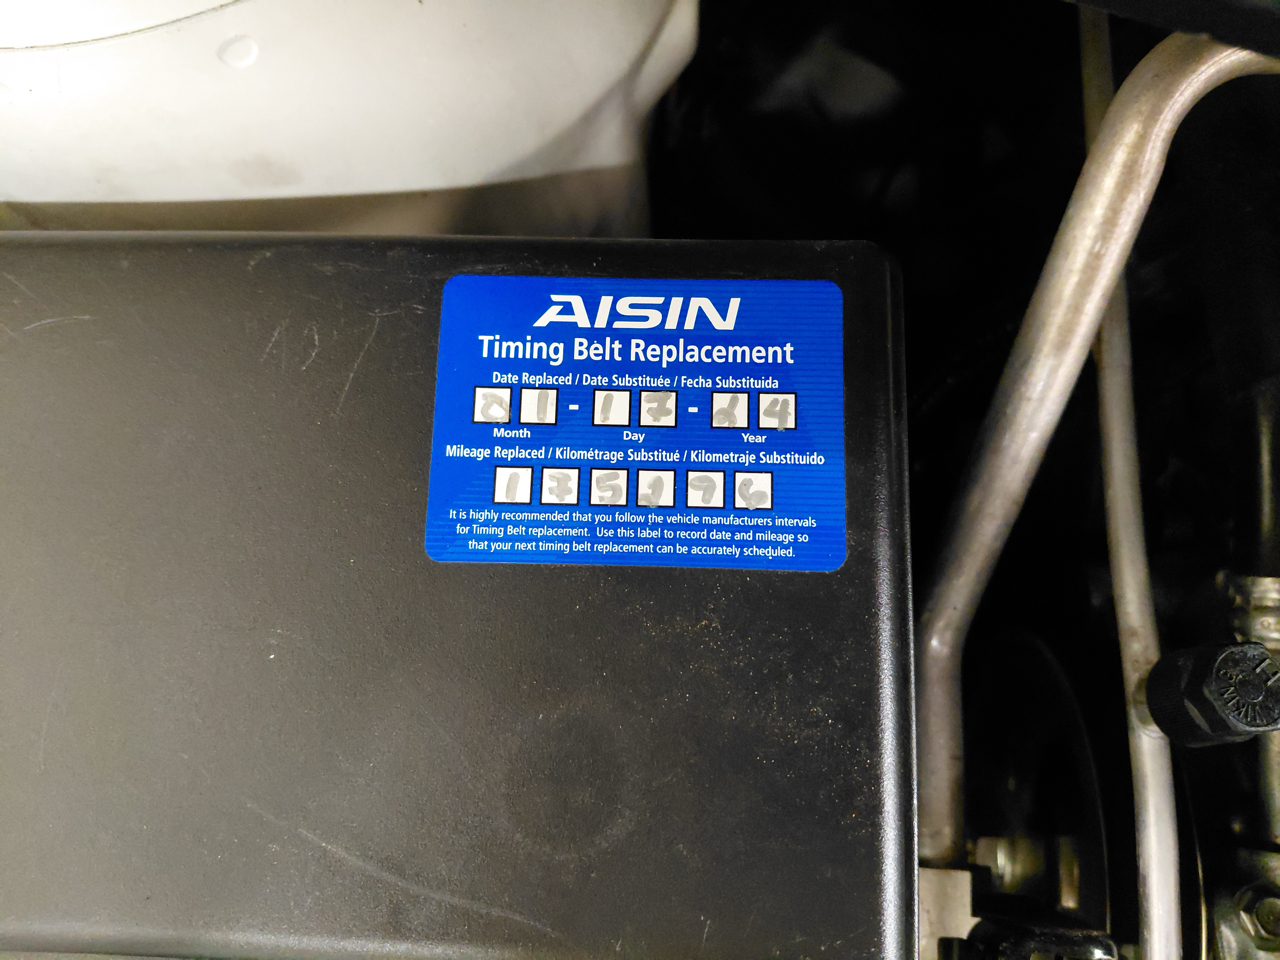 AISIN
Timing Belt Replacement
Date Replaced / Date Substituée / Fecha Substituida
01 - 17 - 24
Month Day Year
Mileage Replaced / Kilométrage Substitué / Kilometraje Substituido
175296
It is highly recommended that you follow the vehicle manufacturers intervals
for Timing Belt replacement. Use this label to record date and mileage so
that your next timing belt replacement can be accurately scheduled.